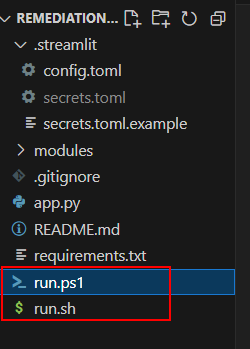 REMEDIATION...
.streamlit
config.toml
secrets.toml
secrets.toml.example
modules
.gitignore
app.py
README.md
requirements.txt
run.ps1
run.sh